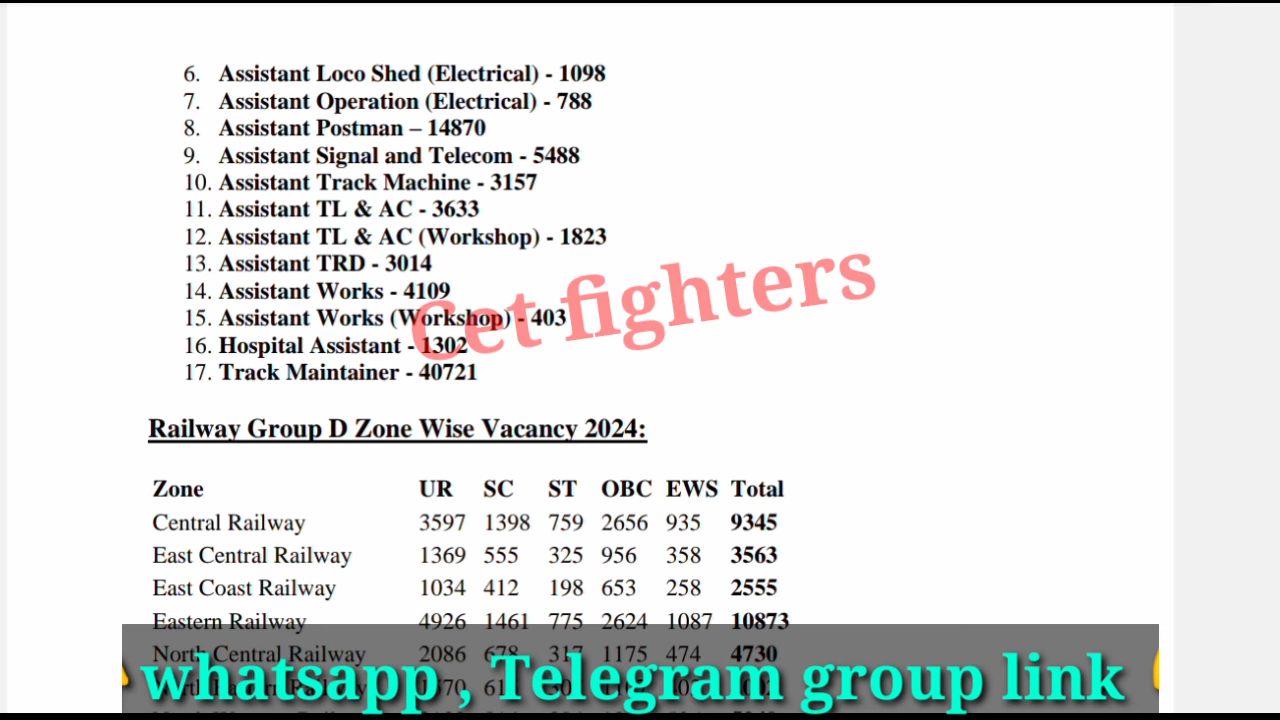 6. Assistant Loco Shed (Electrical) - 1098
7. Assistant Operation (Electrical) - 788
8. Assistant Postman – 14870
9. Assistant Signal and Telecom - 5488
10. Assistant Track Machine - 3157
11. Assistant TL & AC - 3633
12. Assistant TL & AC (Workshop) - 1823
13. Assistant TRD - 3014
14. Assistant Works - 4109
15. Assistant Works (Workshop) - 403
16. Hospital Assistant - 1302
17. Track Maintainer - 40721
Cet fighters
Railway Group D Zone Wise Vacancy 2024:
Zone UR SC ST OBC EWS Total
Central Railway 3597 1398 759 2656 935 9345
East Central Railway 1369 555 325 956 358 3563
East Coast Railway 1034 412 198 653 258 2555
Eastern Railway 4926 1461 775 2624 1087 10873
North Central Railway 2086 678 317 1175 474 4730
whatsapp, Telegram group link